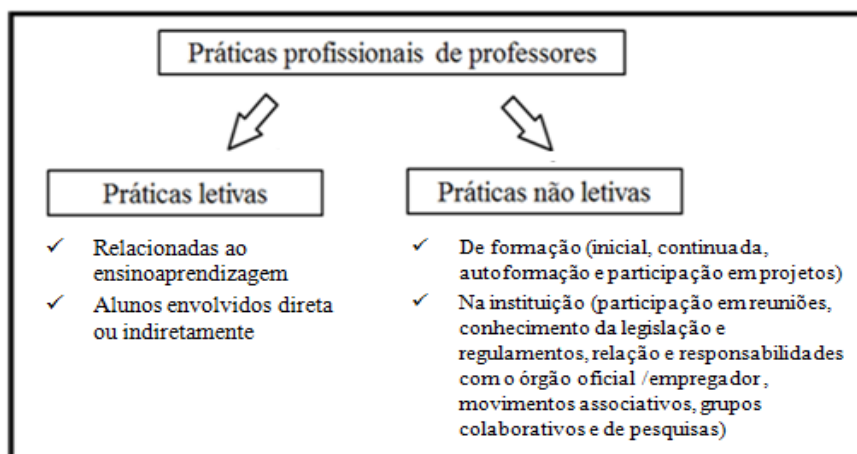 Práticas profissionais de professores
Práticas letivas
✓ Relacionadas ao
ensinoaprendizagem
✓ Alunos envolvidos direta
ou indiretamente
Práticas não letivas
✓ De formação (inicial, continuada,
autoformação e participação em projetos)
✓ Na instituição (participação em reuniões,
conhecimento da legislação e
regulamentos, relação e responsabilidades
com o órgão oficial /empregador,
movimentos associativos, grupos
colaborativos e de pesquisas)